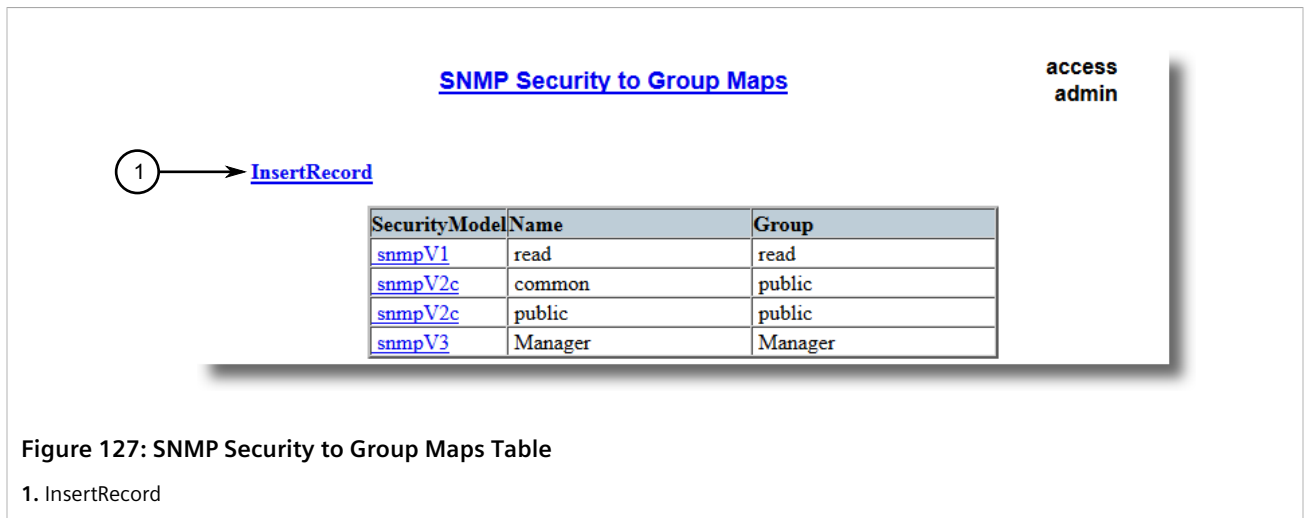 SNMP Security to Group Maps
access
admin
1
InsertRecord
SecurityModel Name Group
snmpV1 read read
snmpV2c common public
snmpV2c public public
snmpV3 Manager Manager
Figure 127: SNMP Security to Group Maps Table
1. InsertRecord